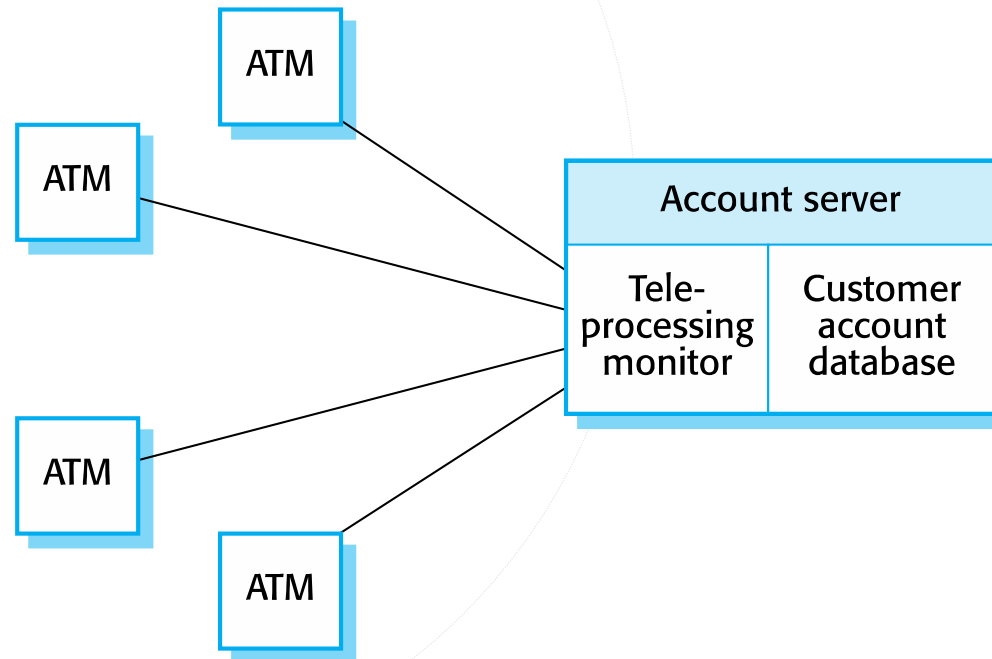 ATM
ATM
Account server
Tele-
processing
monitor
Customer
account
database
ATM
ATM